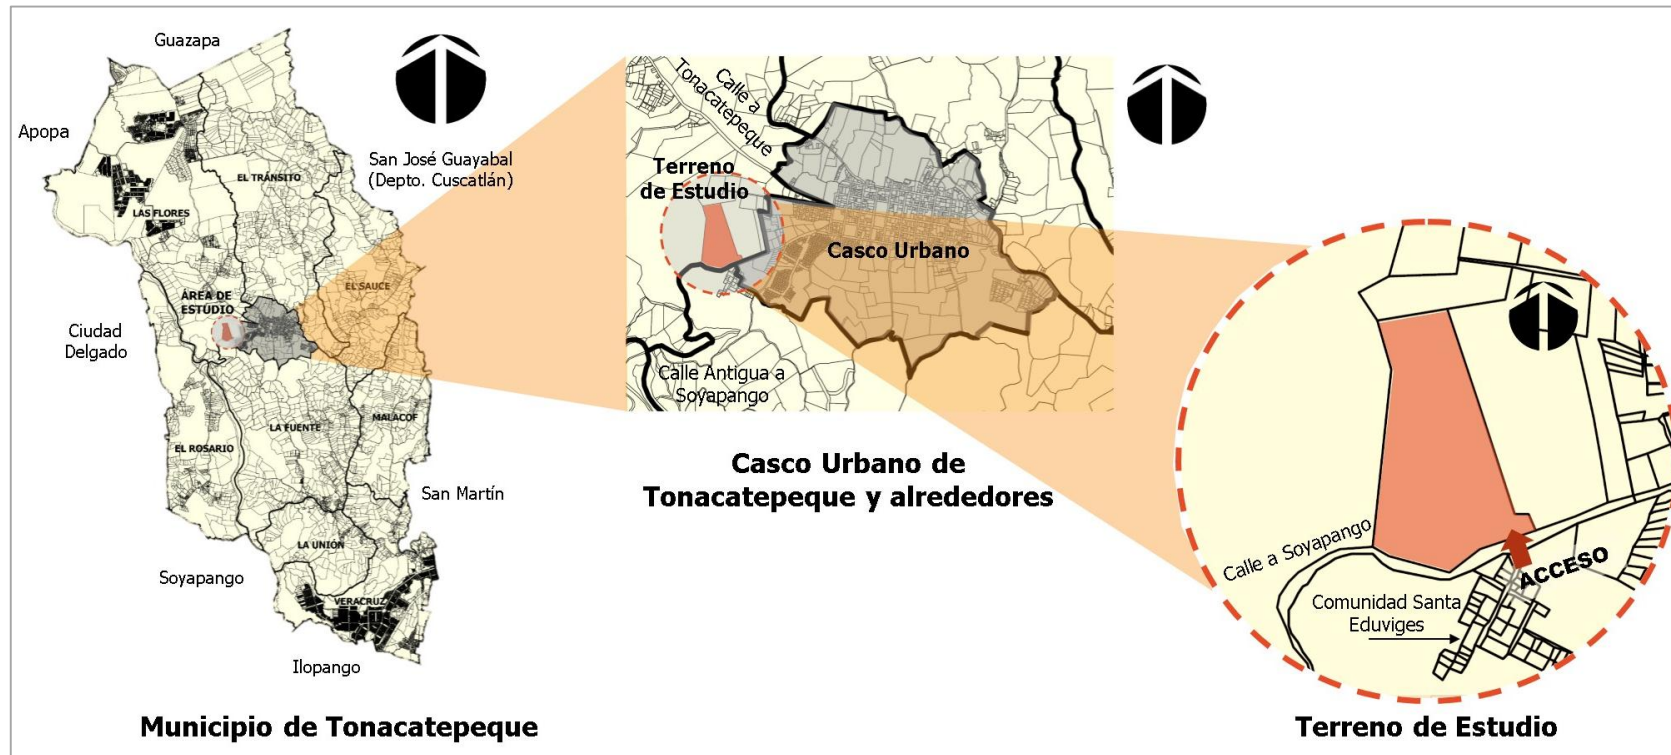 Guazapa
Apopa
San José Guayabal
(Depto. Cuscatlán)
EL TRÁNSITO
LAS FLORES
ÁREA DE
ESTUDIO
EL SAUCE
Ciudad
Delgado
MALACOF
LA FUENTE
EL ROSARIO
San Martín
LA UNIÓN
Soyapango
VERACRUZ
Ilopango
Municipio de Tonacatepeque
Calle a
Tonacatepeque
Terreno
de Estudio
Casco Urbano
Calle Antigua a
Soyapango
Casco Urbano de
Tonacatepeque y alrededores
Calle a Soyapango
ACCESO
Comunidad Santa
Eduviges
Terreno de Estudio